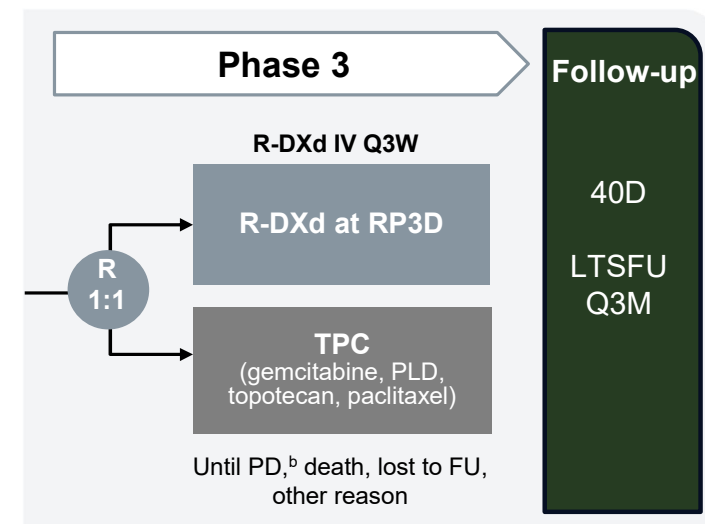 Phase 3
Follow-up
R-DXd IV Q3W
R-DXd at RP3D
40D
LTSFU
Q3M
R
1:1
TPC
(gemcitabine, PLD,
topotecan, paclitaxel)
Until PD,ᵇ death, lost to FU,
other reason